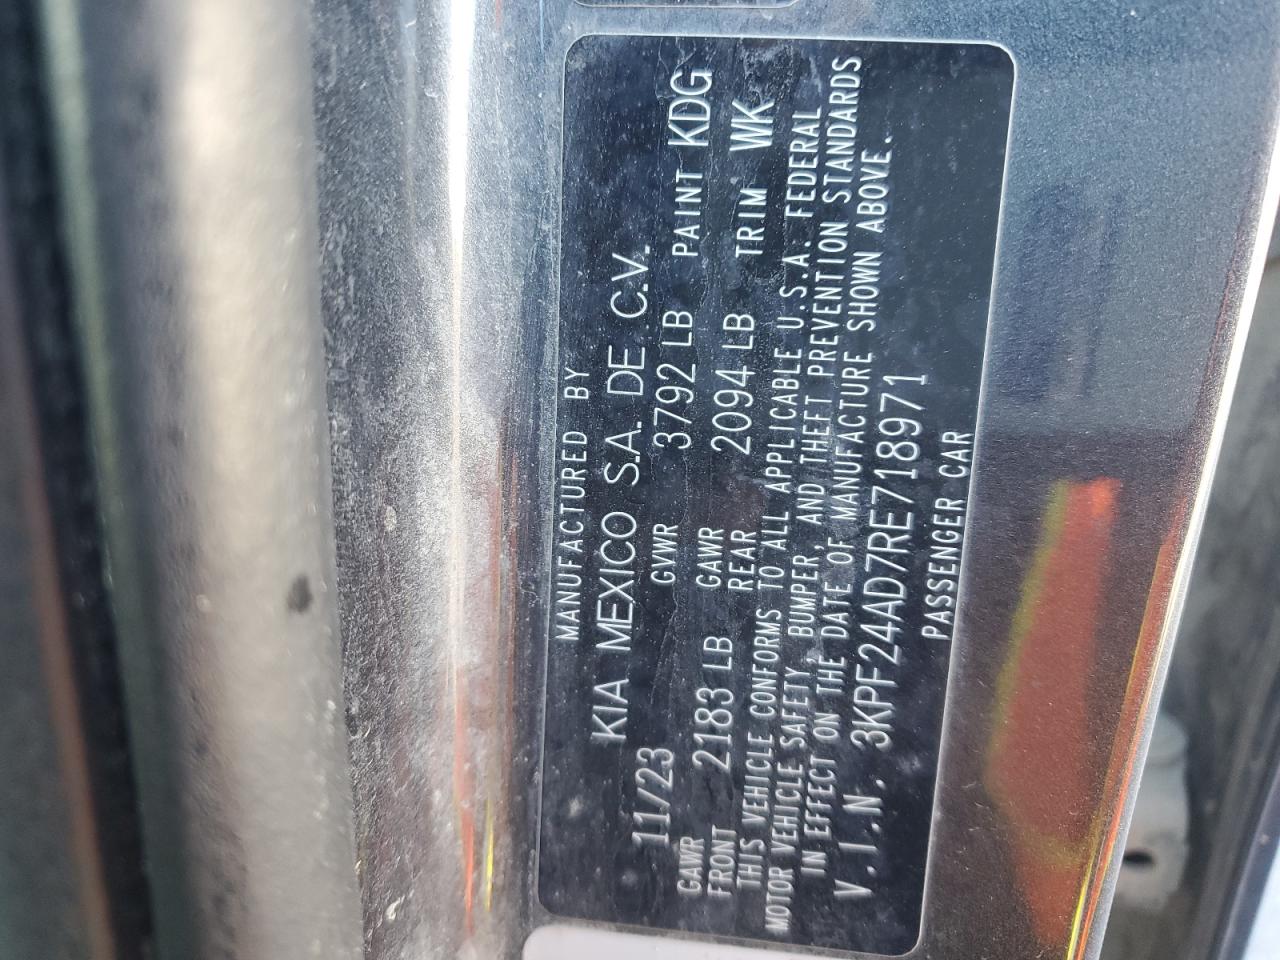 MANUFACTURED BY
KIA MEXICO S.A. DE C.V.
11/23 GVWR 3792 LB PAINT KDG
GAWR FRONT 2183 LB GAWR REAR 2094 LB TRIM WK
THIS VEHICLE CONFORMS TO ALL APPLICABLE U.S.A. FEDERAL
MOTOR VEHICLE SAFETY, BUMPER, AND THEFT PREVENTION STANDARDS
IN EFFECT ON THE DATE OF MANUFACTURE SHOWN ABOVE.
V.I.N. 3KPF24AD7RE718971
PASSENGER CAR